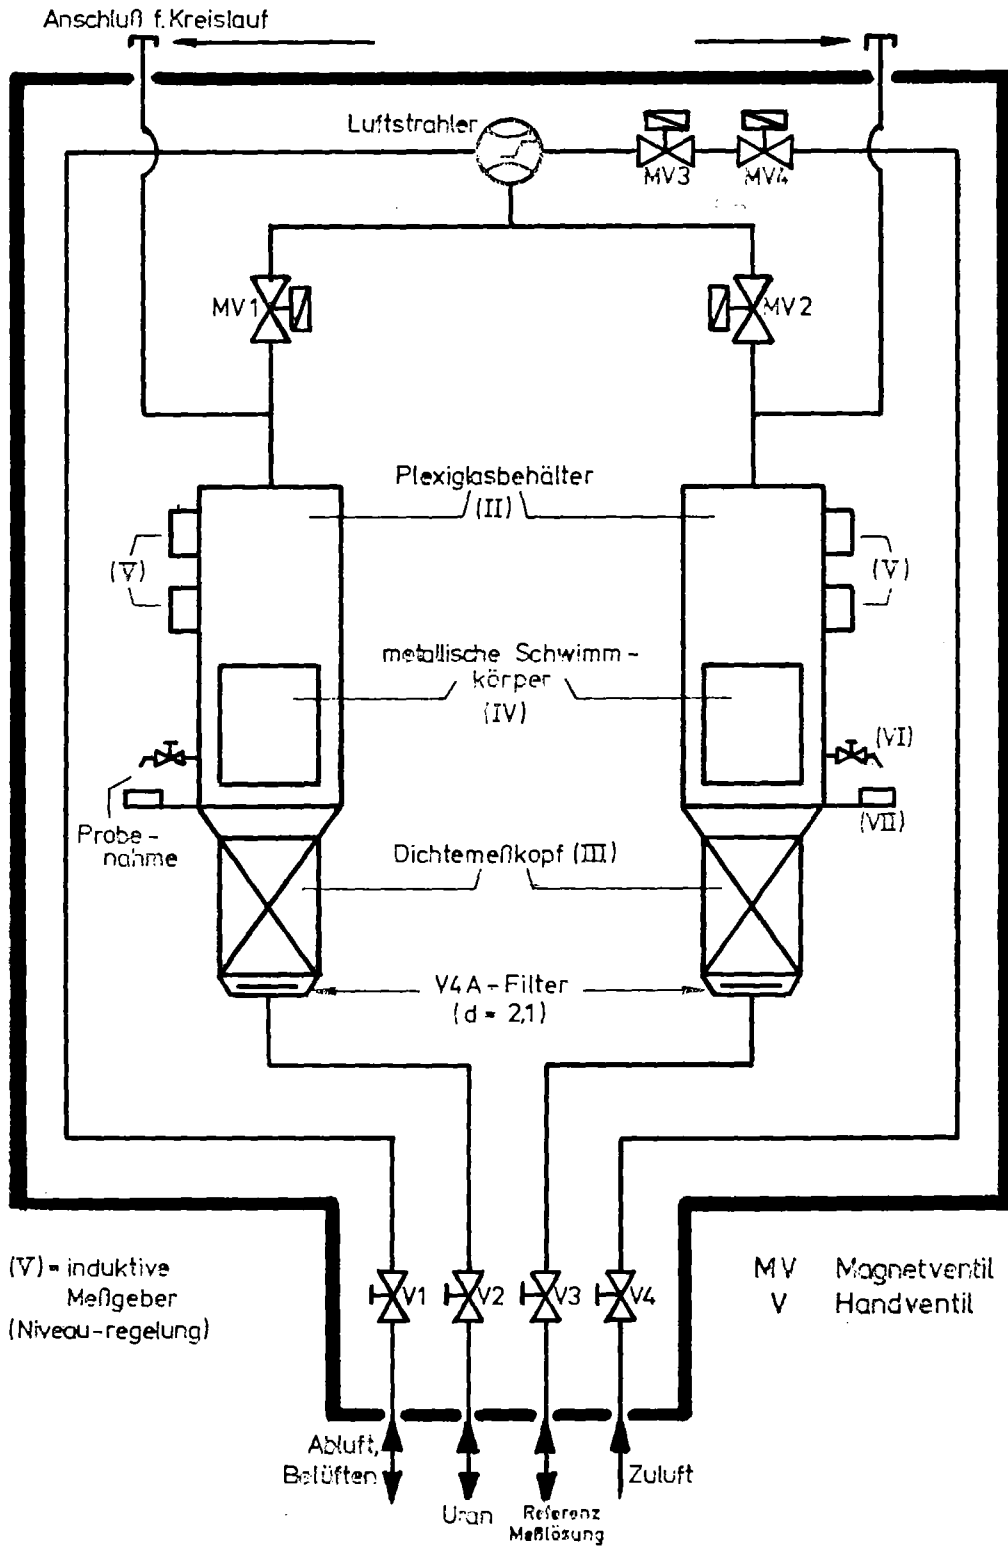 Anschluß f. Kreislauf
Luftstrahler
MV3
MV4
MV1
MV2
Plexiglasbehälter
(II)
(V)
(V)
metallische Schwimm-
körper
(IV)
(VI)
(VII)
Probe-
nahme
Dichtemeßkopf (III)
V4A-Filter
(d = 2,1)
(V) = induktive
Meßgeber
(Niveau-regelung)
MV Magnetventil
V Handventil
V1
V2
V3
V4
Abluft,
Belüften
Uran
Referenz
Meßlösung
Zuluft